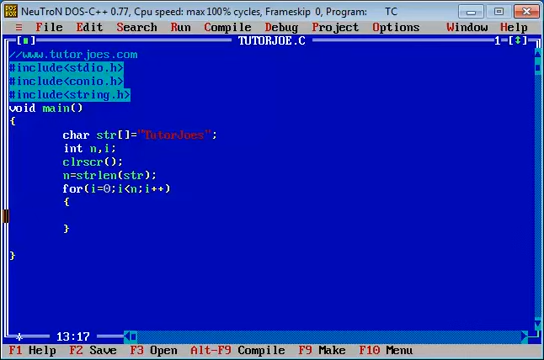 NeuTroN DOS-C++ 0.77, Cpu speed: max 100% cycles, Frameskip 0, Program: TC
≡ File Edit Search Run Compile Debug Project Options Window Help
[■] TUTORJOE.C 1=[↕]
//www.tutorjoes.com
#include<stdio.h>
#include<conio.h>
#include<string.h>
void main()
{
char str[]="TutorJoes";
int n,i;
clrscr();
n=strlen(str);
for(i=0;i<n;i++)
{
}
}
* 13:17
F1 Help F2 Save F3 Open Alt-F9 Compile F9 Make F10 Menu